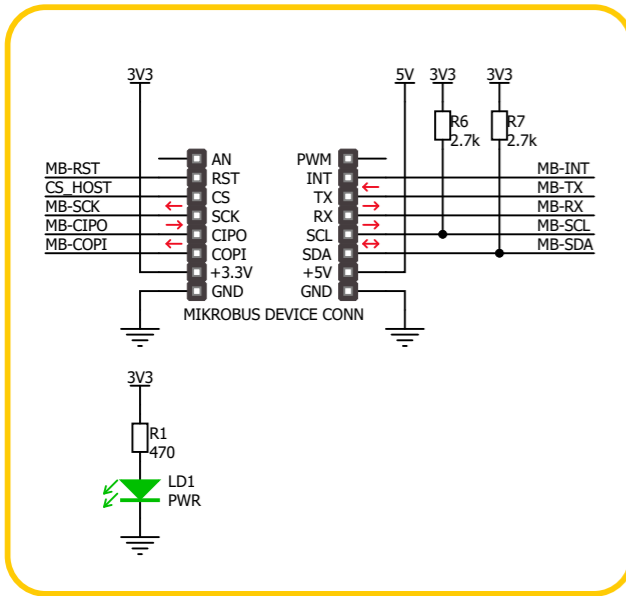 3V3
5V
3V3
3V3
R6
2.7k
R7
2.7k
AN
PWM
MB-RST
RST
INT
MB-INT
CS_HOST
CS
TX
MB-TX
MB-SCK
SCK
RX
MB-RX
MB-CIPO
CIPO
SCL
MB-SCL
MB-COPI
COPI
SDA
MB-SDA
+3.3V
+5V
GND
GND
MIKROBUS DEVICE CONN
3V3
R1
470
LD1
PWR